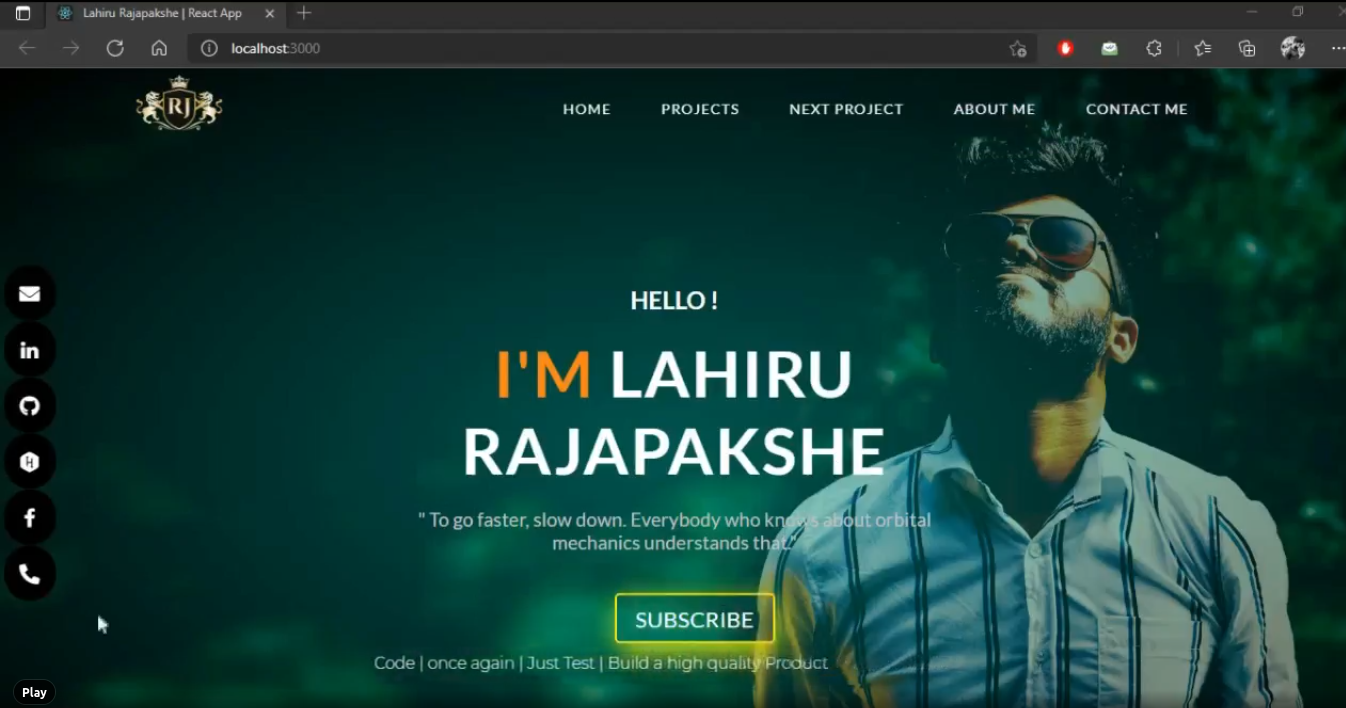 Lahiru Rajapakshe | React App
localhost:3000
RJ
HOME PROJECTS NEXT PROJECT ABOUT ME CONTACT ME
HELLO !
I'M LAHIRU
RAJAPAKSHE
" To go faster, slow down. Everybody who knows about orbital
mechanics understands that."
SUBSCRIBE
Code | once again | Just Test | Build a high quality Product
in
H
f
Play